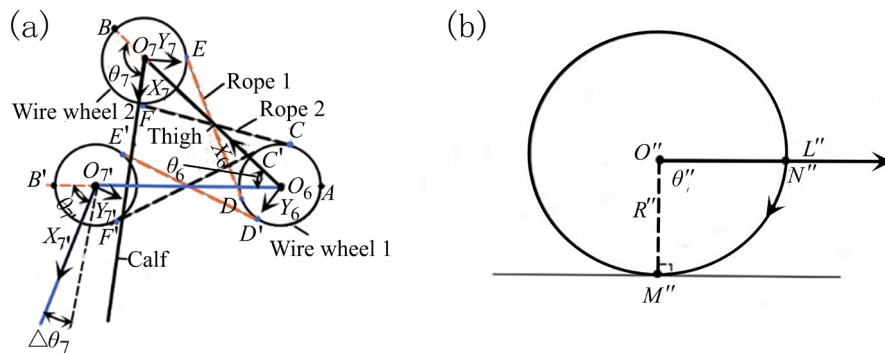 (a)
B
O₇
Y₇
E
θ₇
X₇
Rope 1
Wire wheel 2
F
Rope 2
Thigh
C
E'
C'
X₆
θ₆
B'
O₇'
O₆
A
Y₇'
D
Y₆
F'
D'
X₇'
Wire wheel 1
Calf
△θ₇
(b)
O''
L''
θ''
N''
R''
M''